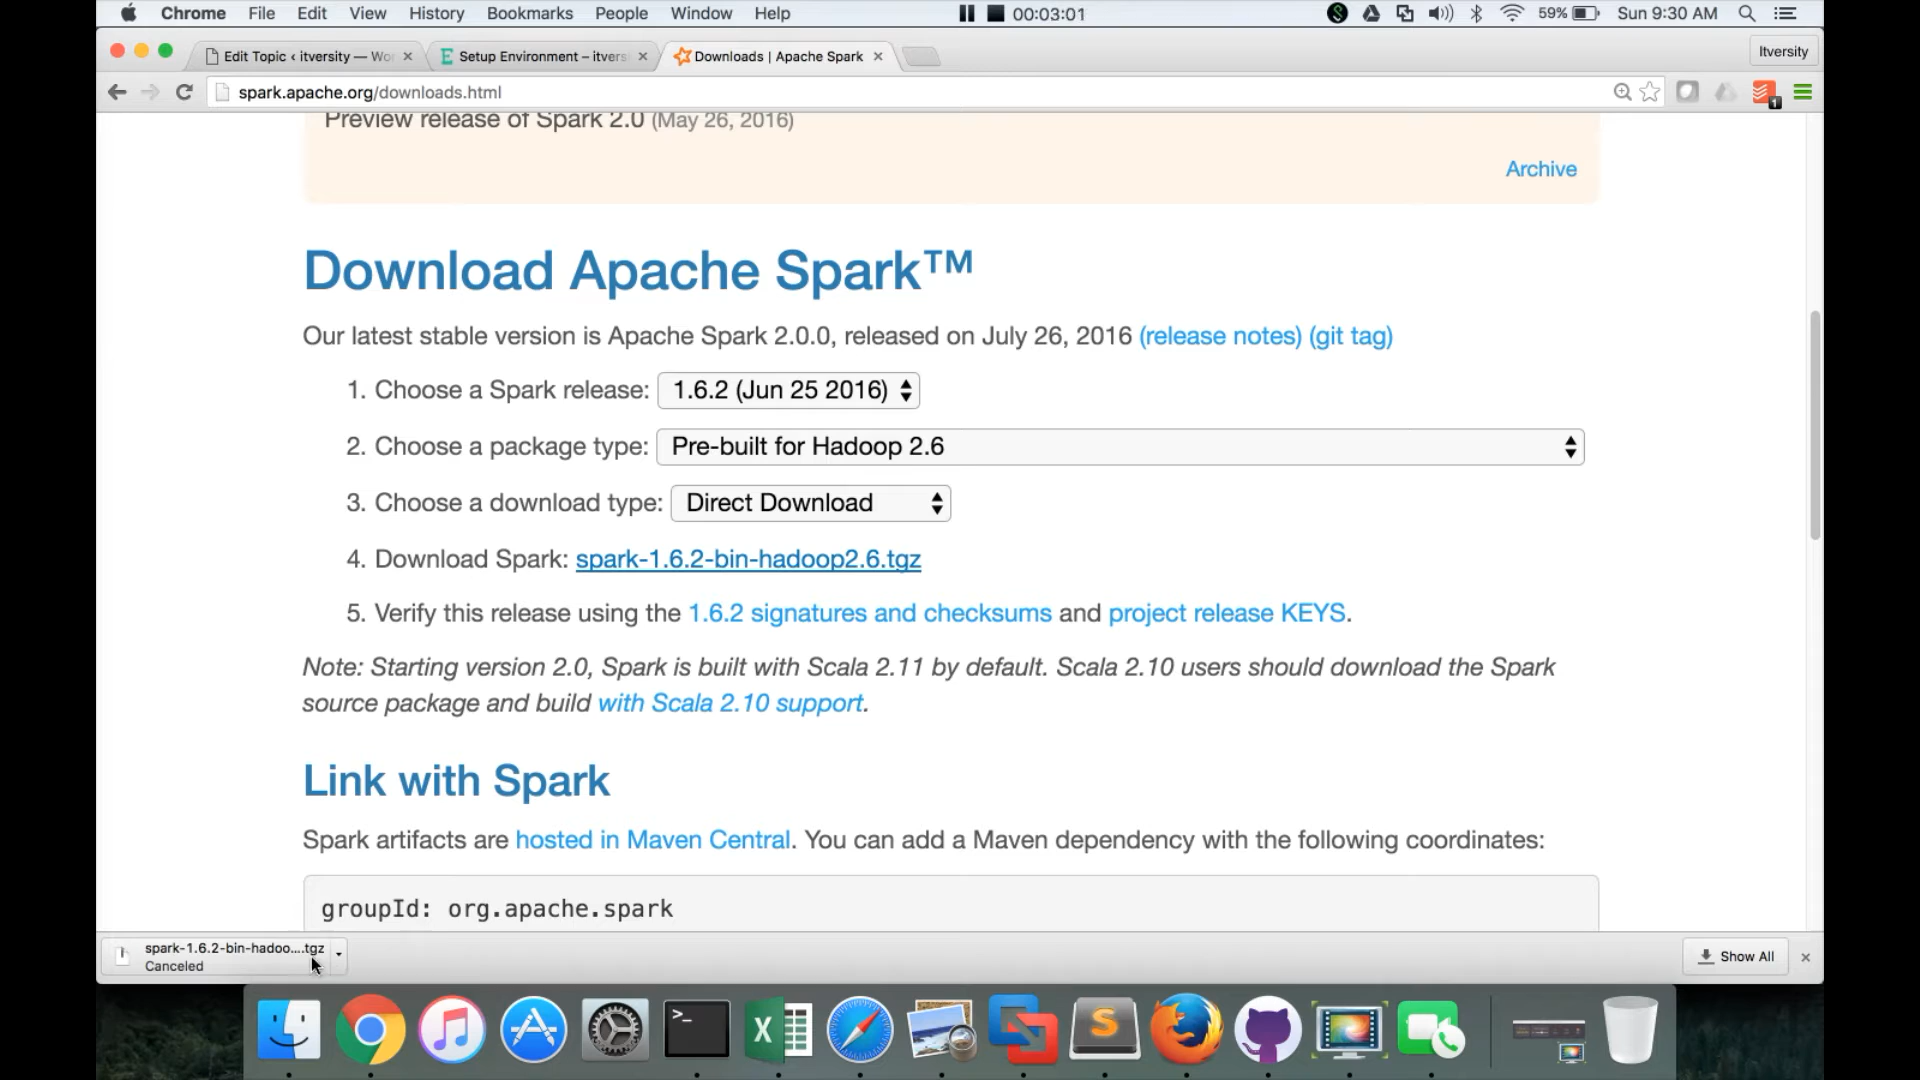 Chrome File Edit View History Bookmarks People Window Help 00:03:01 59% Sun 9:30 AM
Edit Topic ‹ itversity — Wor Setup Environment – itvers Downloads | Apache Spark Itversity
spark.apache.org/downloads.html 1
Preview release of Spark 2.0 (May 26, 2016)
Archive
Download Apache Spark™
Our latest stable version is Apache Spark 2.0.0, released on July 26, 2016 (release notes) (git tag)
1. Choose a Spark release: 1.6.2 (Jun 25 2016)
2. Choose a package type: Pre-built for Hadoop 2.6
3. Choose a download type: Direct Download
4. Download Spark: spark-1.6.2-bin-hadoop2.6.tgz
5. Verify this release using the 1.6.2 signatures and checksums and project release KEYS.
Note: Starting version 2.0, Spark is built with Scala 2.11 by default. Scala 2.10 users should download the Spark
source package and build with Scala 2.10 support.
Link with Spark
Spark artifacts are hosted in Maven Central. You can add a Maven dependency with the following coordinates:
groupId: org.apache.spark
spark-1.6.2-bin-hadoo....tgz
Canceled
Show All